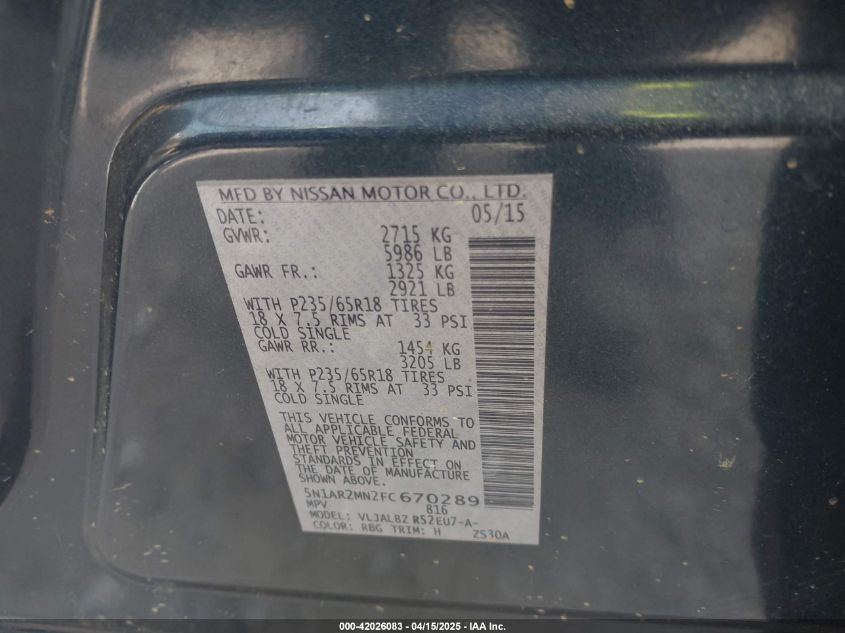 MFD BY NISSAN MOTOR CO., LTD.
DATE: 05/15
GVWR: 2715 KG
5986 LB
GAWR FR.: 1325 KG
2921 LB
WITH P235/65R18 TIRES
18 X 7.5 RIMS AT 33 PSI
COLD SINGLE
GAWR RR.: 1454 KG
3205 LB
WITH P235/65R18 TIRES
18 X 7.5 RIMS AT 33 PSI
COLD SINGLE
THIS VEHICLE CONFORMS TO
ALL APPLICABLE FEDERAL
MOTOR VEHICLE SAFETY AND
THEFT PREVENTION
STANDARDS IN EFFECT ON
THE DATE OF MANUFACTURE
SHOWN ABOVE.
5N1AR2MN2FC670289
MPV 816
MODEL: VLJALBZ R52EU7-A-
COLOR: RBG TRIM: H ZS30A
000-42026083 - 04/15/2025 - IAA Inc.